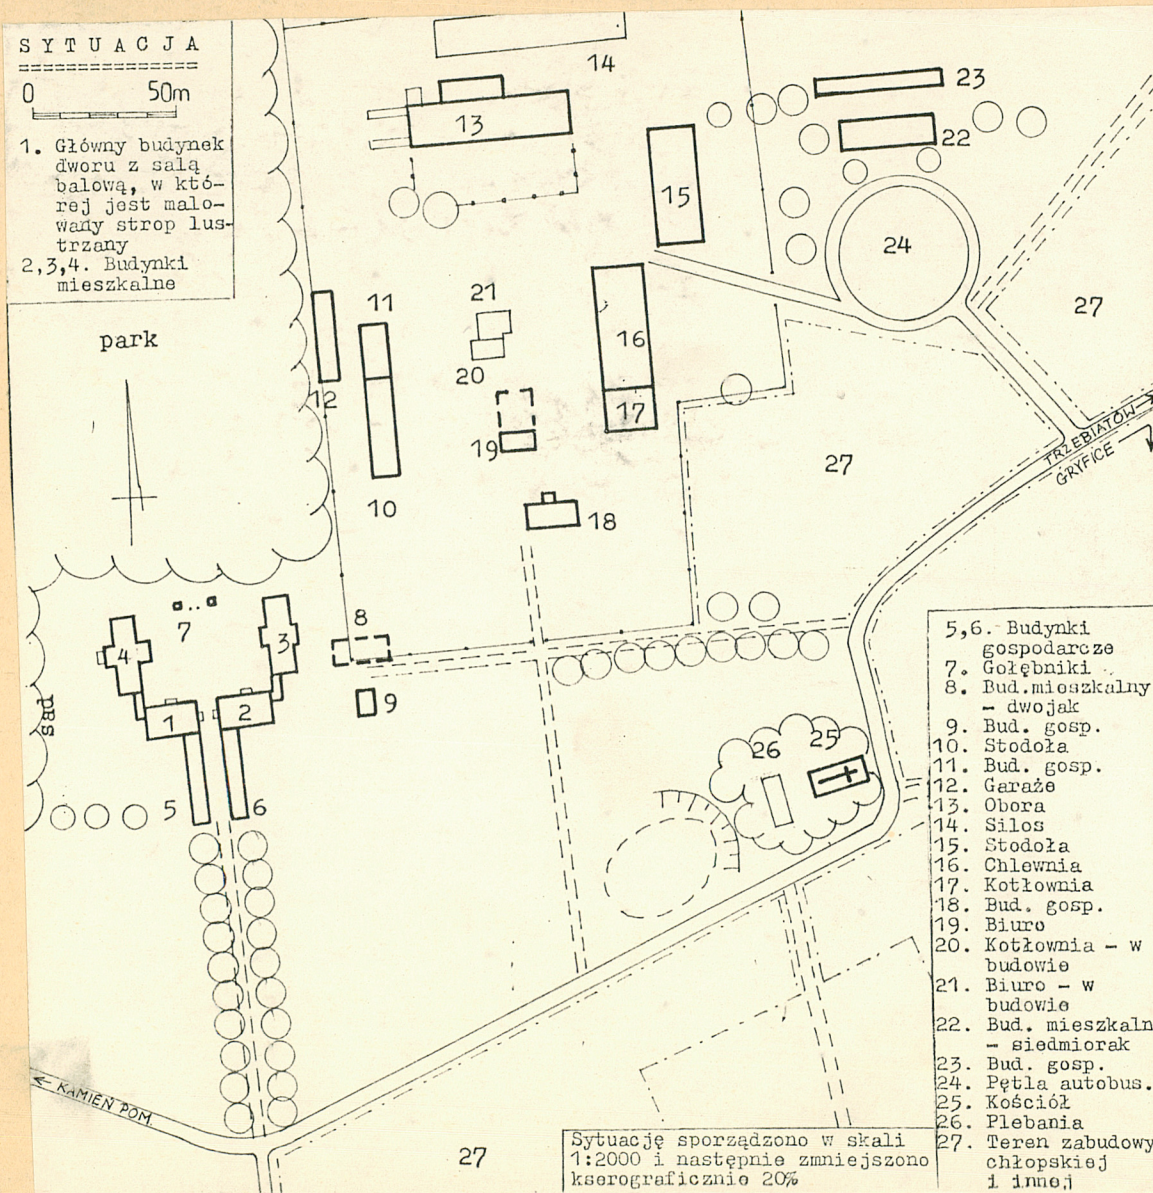 SYTUACJA
0 50m
1. Główny budynek
dworu z salą
balową, w któ-
rej jest malo-
wany strop lus-
trzany
2,3,4. Budynki
mieszkalne
park
14
13
23
22
15
24
27
11
21
16
20
12
17
19
27
10
18
TRZEBIATÓW
GRYFICE
7
8
4
3
9
sad
1
2
5
6
26
25
5,6. Budynki
gospodarcze
7. Gołębniki
8. Bud.mieszkalny
- dwojak
9. Bud. gosp.
10. Stodoła
11. Bud. gosp.
12. Garaże
13. Obora
14. Silos
15. Stodoła
16. Chlewnia
17. Kotłownia
18. Bud. gosp.
19. Biuro
20. Kotłownia - w
budowie
21. Biuro - w
budowie
22. Bud. mieszkaln
- siedmiorak
23. Bud. gosp.
24. Pętla autobus.
25. Kościół
26. Plebania
27. Teren zabudowy
chłopskiej
i innej
KAMIEŃ POM.
27
Sytuację sporządzono w skali
1:2000 i następnie zmniejszono
kserograficznie 20%